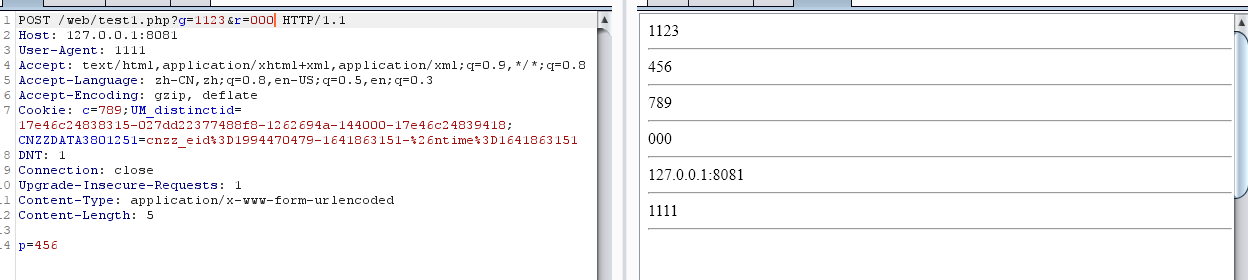 1 POST /web/test1.php?g=1123&r=000 HTTP/1.1
2 Host: 127.0.0.1:8081
3 User-Agent: 1111
4 Accept: text/html,application/xhtml+xml,application/xml;q=0.9,*/*;q=0.8
5 Accept-Language: zh-CN,zh;q=0.8,en-US;q=0.5,en;q=0.3
6 Accept-Encoding: gzip, deflate
7 Cookie: c=789;UM_distinctid=
17e46c24838315-027dd22377488f8-1262694a-144000-17e46c24839418;
CNZZDATA3801251=cnzz_eid%3D1994470479-1641863151-%26ntime%3D1641863151
8 DNT: 1
9 Connection: close
0 Upgrade-Insecure-Requests: 1
1 Content-Type: application/x-www-form-urlencoded
2 Content-Length: 5
3
4 p=456
1123
456
789
000
127.0.0.1:8081
1111